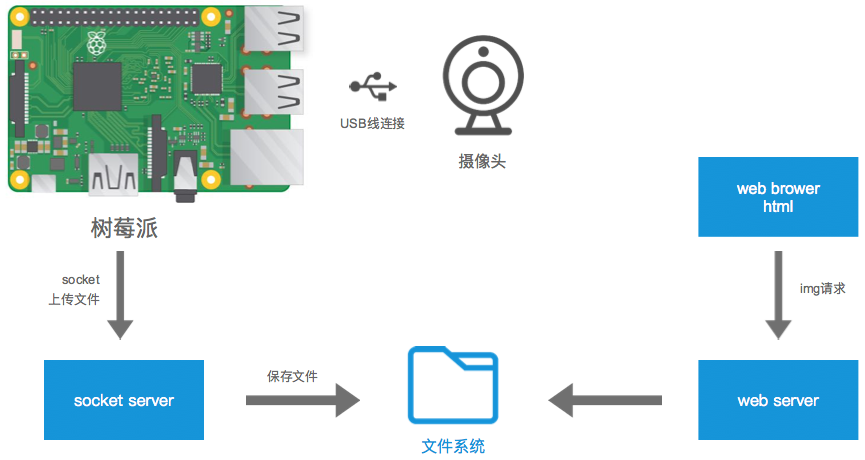 USB线连接
摄像头
web brower
html
树莓派
socket
上传文件
img请求
socket server
保存文件
文件系统
web server